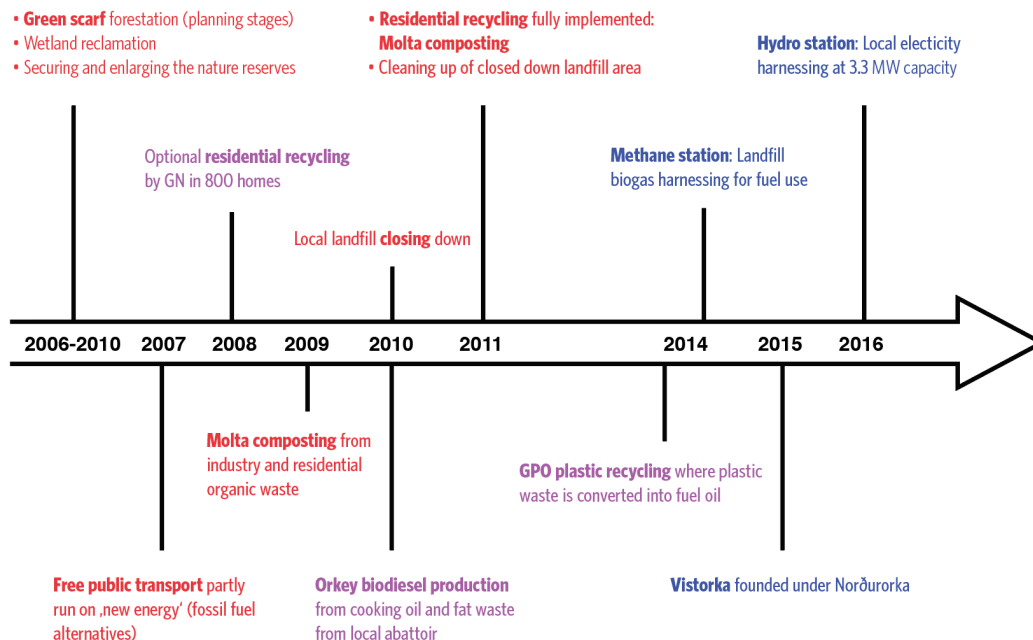 • Green scarf forestation (planning stages)
• Wetland reclamation
• Securing and enlarging the nature reserves
• Residential recycling fully implemented:
Molta composting
• Cleaning up of closed down landfill area
Hydro station: Local electricity
harnessing at 3.3 MW capacity
Optional residential recycling
by GN in 800 homes
Methane station: Landfill
biogas harnessing for fuel use
Local landfill closing down
2006-2010 2007 2008 2009 2010 2011 2014 2015 2016
Molta composting from
industry and residential
organic waste
GPO plastic recycling where plastic
waste is converted into fuel oil
Free public transport partly
run on ‚new energy‘ (fossil fuel
alternatives)
Orkey biodiesel production
from cooking oil and fat waste
from local abattoir
Vistorka founded under Norðurorka